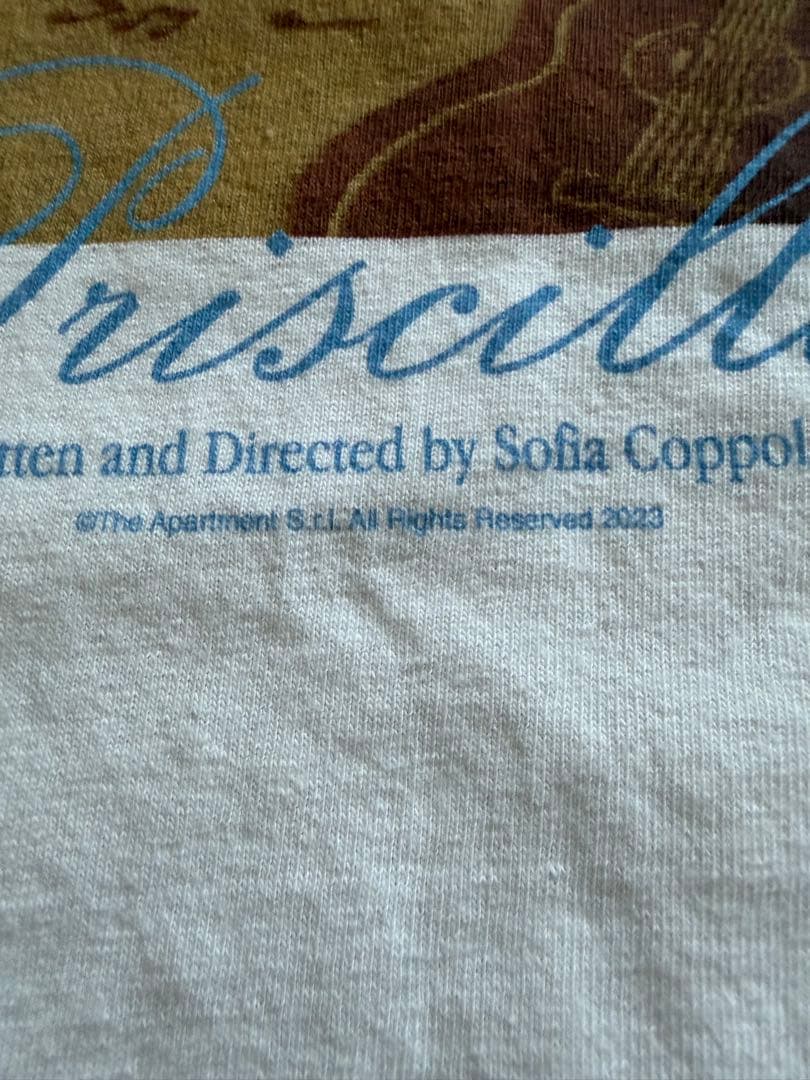 Priscill
tten and Directed by Sofia Coppol
©The Apartment S.r.l. All Rights Reserved 2023